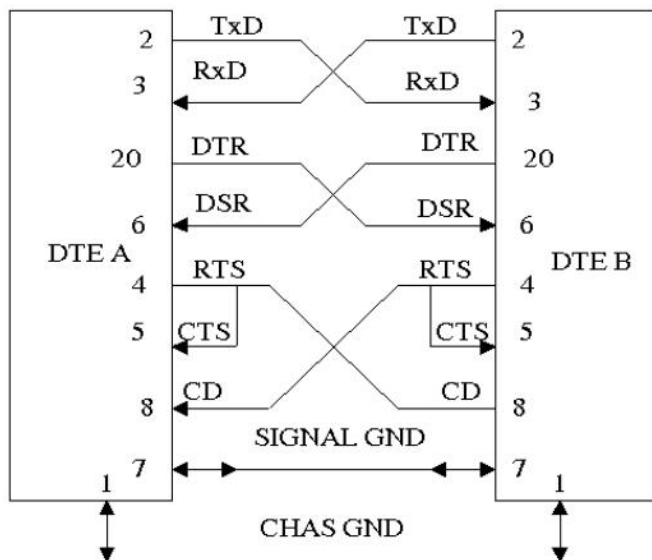 2 TxD TxD 2
3 RxD RxD 3
20 DTR DTR 20
6 DSR DSR 6
DTE A DTE B
4 RTS RTS 4
5 CTS CTS 5
8 CD CD 8
SIGNAL GND
7 7
1 1
CHAS GND